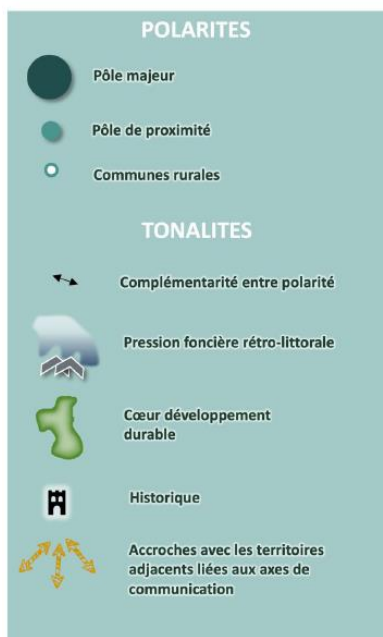 POLARITES
Pôle majeur
Pôle de proximité
Communes rurales
TONALITES
Complémentarité entre polarité
Pression foncière rétro-littorale
Cœur développement
durable
Historique
Accroches avec les territoires
adjacents liées aux axes de
communication